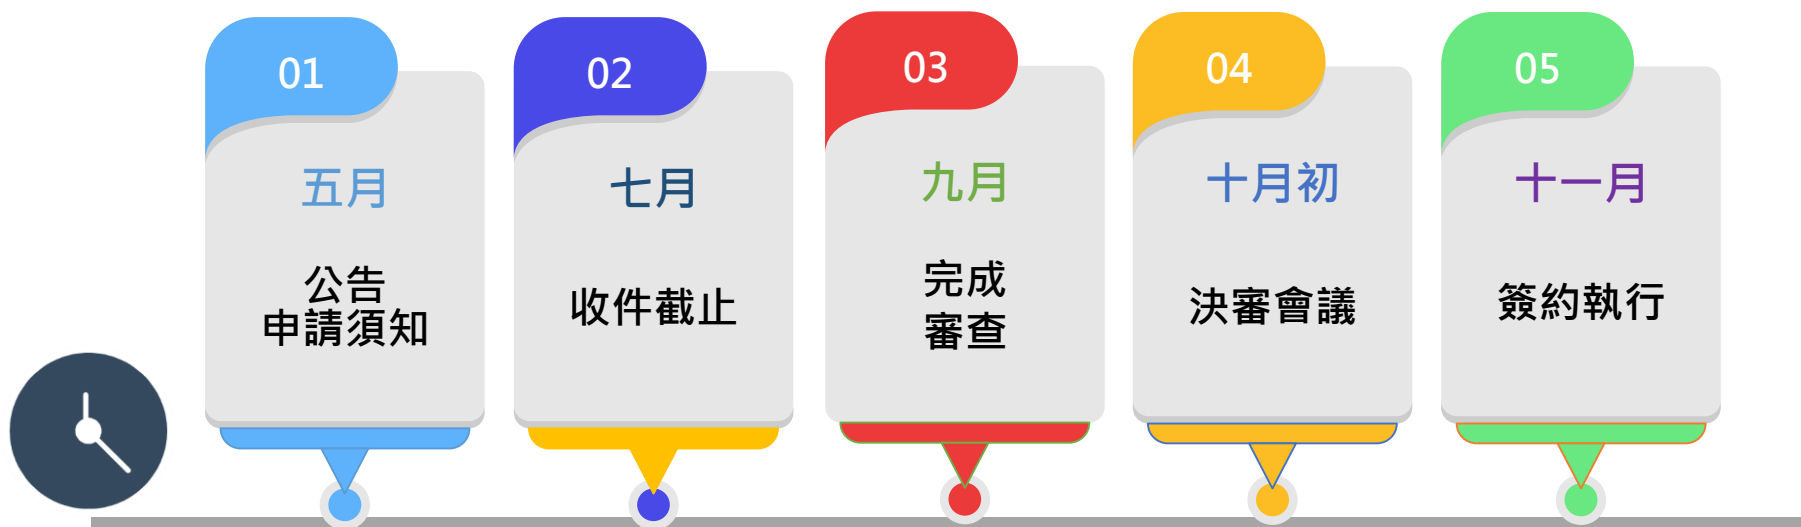 01
五月
公告
申請須知
02
七月
收件截止
03
九月
完成
審查
04
十月初
決審會議
05
十一月
簽約執行